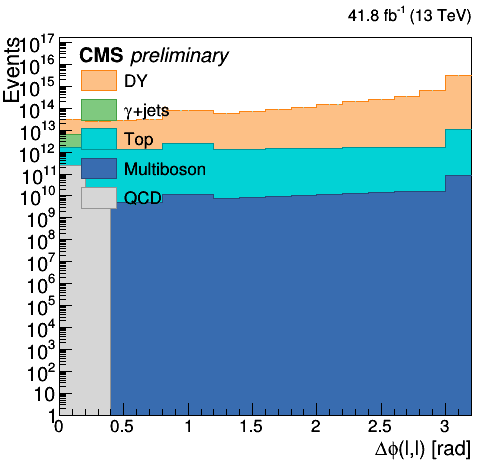 41.8 fb⁻¹ (13 TeV)
Events
CMS preliminary
DY
γ+jets
Top
Multiboson
QCD
10¹⁷
10¹⁶
10¹⁵
10¹⁴
10¹³
10¹²
10¹¹
10¹⁰
10⁹
10⁸
10⁷
10⁶
10⁵
10⁴
10³
10²
10
1
0 0.5 1 1.5 2 2.5 3
Δϕ(l,l) [rad]